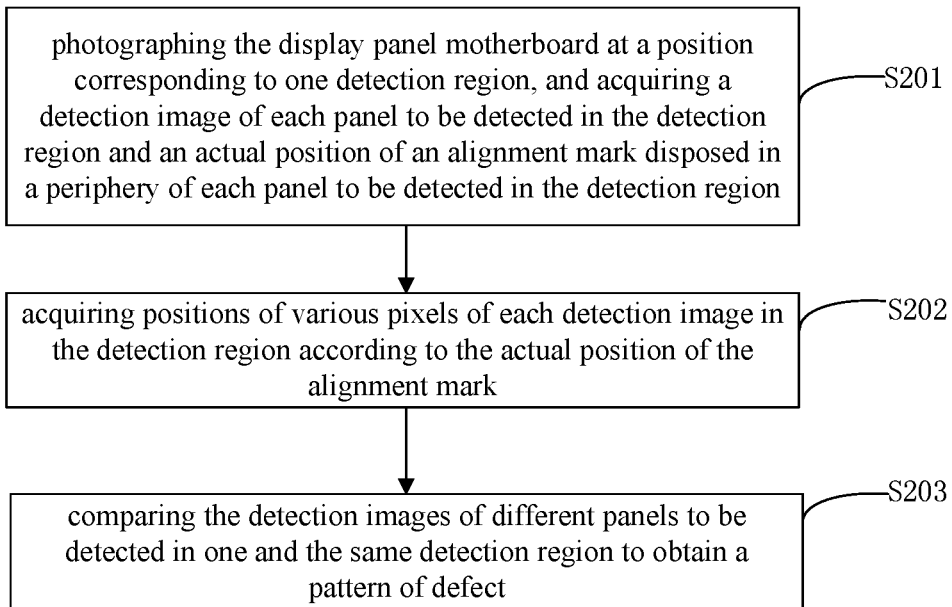 photographing the display panel motherboard at a position
corresponding to one detection region, and acquiring a
detection image of each panel to be detected in the detection
region and an actual position of an alignment mark disposed in
a periphery of each panel to be detected in the detection region
S201
acquiring positions of various pixels of each detection image in
the detection region according to the actual position of the
alignment mark
S202
comparing the detection images of different panels to be
detected in one and the same detection region to obtain a
pattern of defect
S203